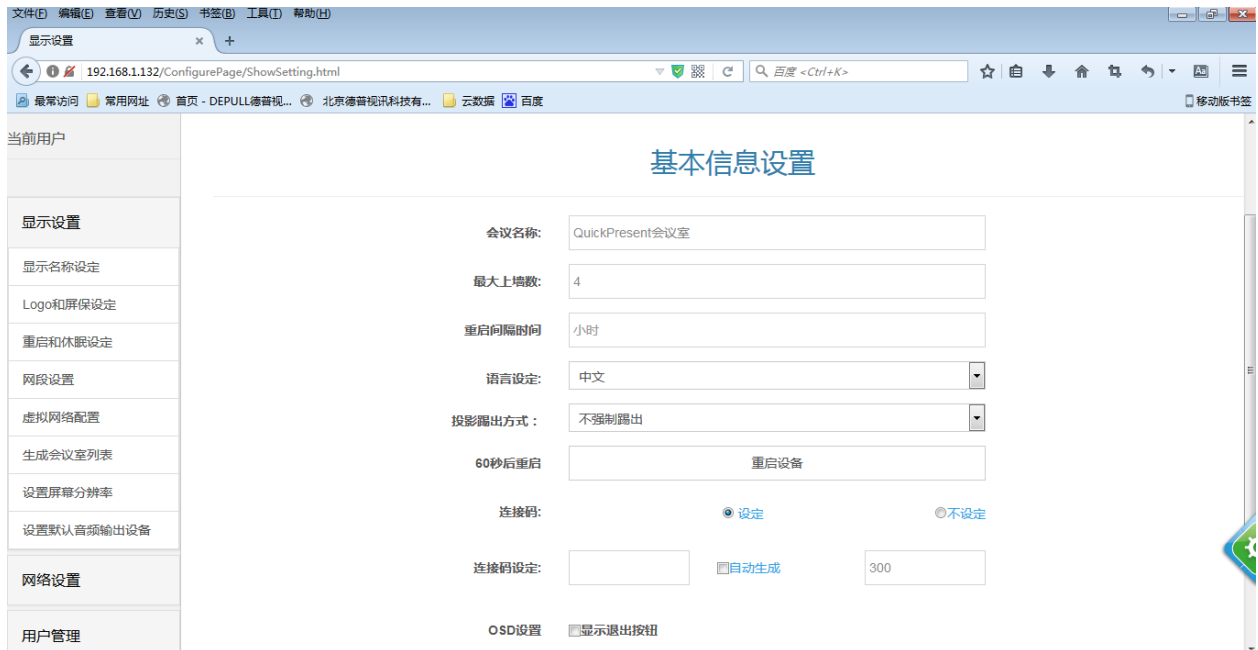 文件(F) 编辑(E) 查看(V) 历史(S) 书签(B) 工具(T) 帮助(H)
显示设置 × +
192.168.1.132/ConfigurePage/ShowSetting.html 百度 <Ctrl+K>
最常访问 常用网址 首页 - DEPULL德普视... 北京德普视讯科技有... 云数据 百度 移动版书签
当前用户
显示设置
显示名称设定
Logo和屏保设定
重启和休眠设定
网段设置
虚拟网络配置
生成会议室列表
设置屏幕分辨率
设置默认音频输出设备
网络设置
用户管理
基本信息设置
会议名称: QuickPresent会议室
最大上墙数: 4
重启间隔时间 小时
语言设定: 中文
投影踢出方式： 不强制踢出
60秒后重启 重启设备
连接码: 设定 不设定
连接码设定: 自动生成 300
OSD设置 显示退出按钮